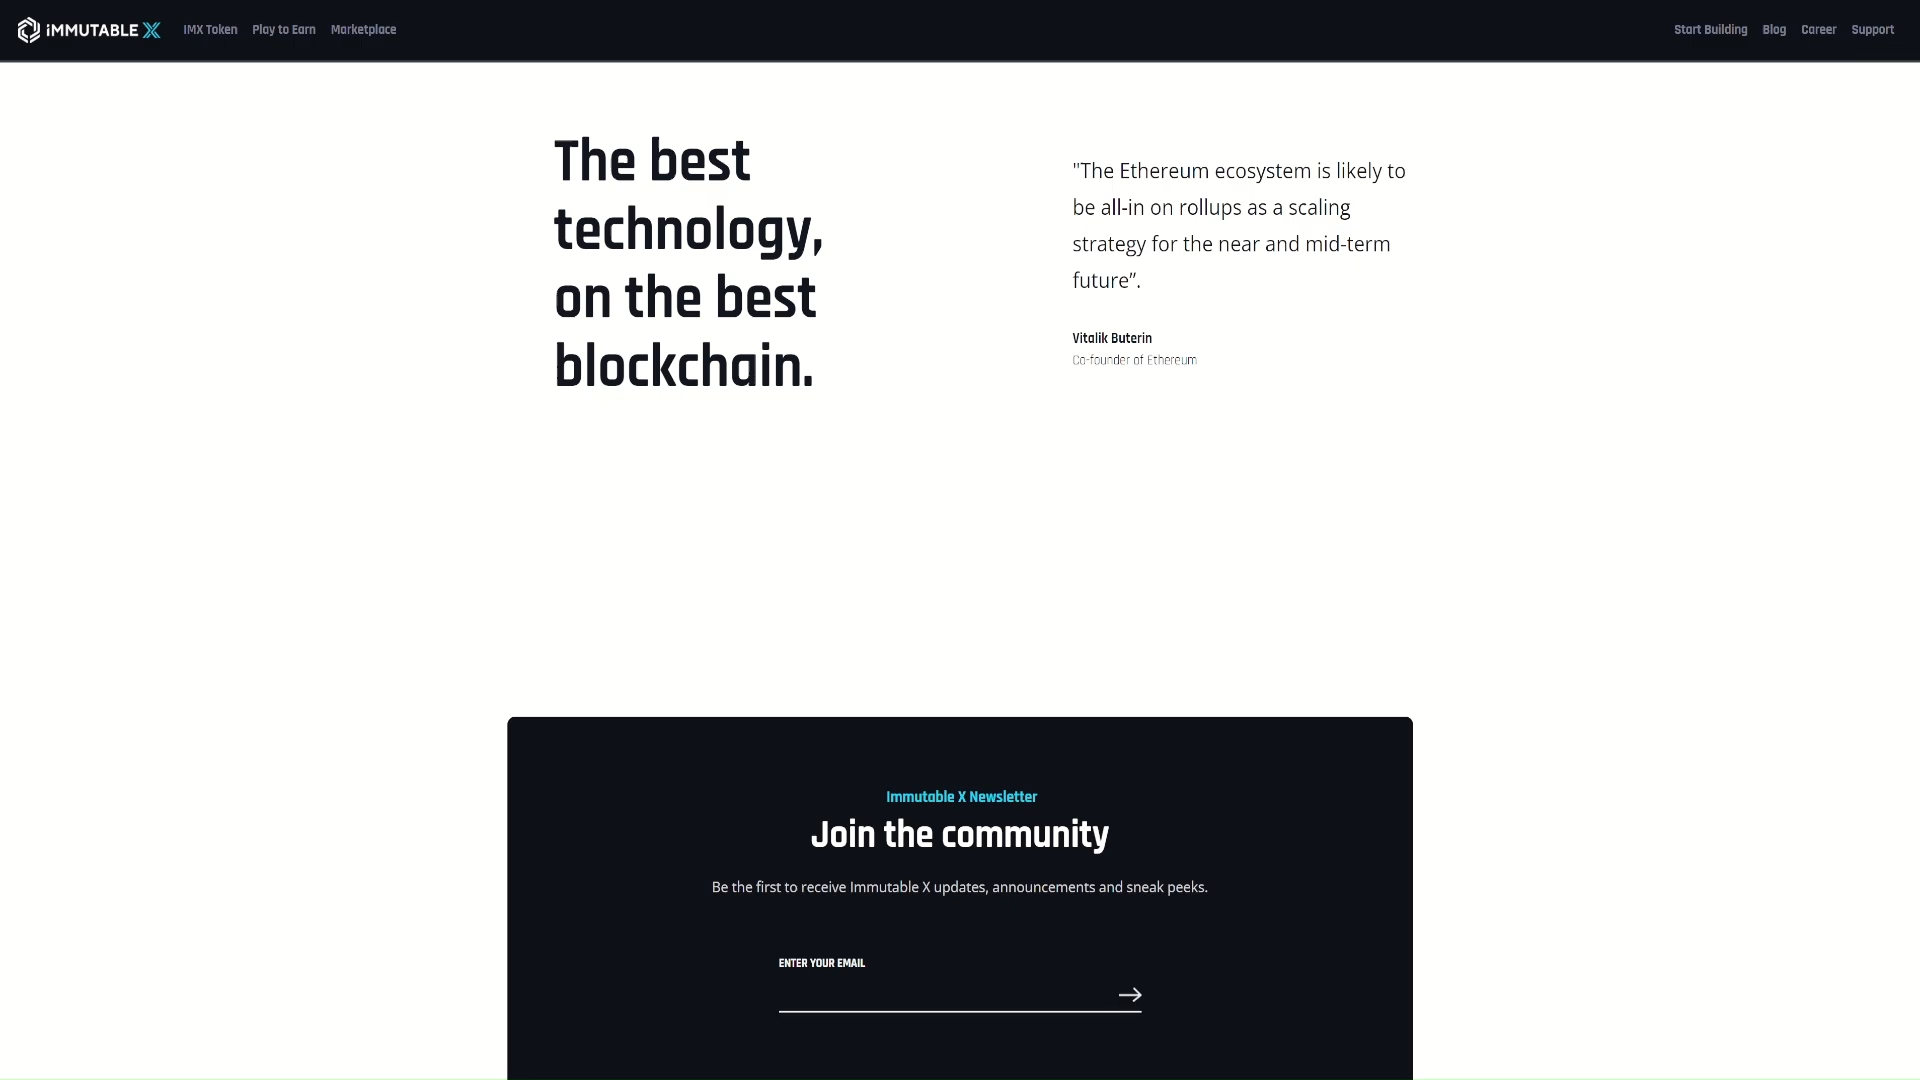 iMMUTABLE X IMX Token Play to Earn Marketplace Start Building Blog Career Support
The best
technology,
on the best
blockchain.
"The Ethereum ecosystem is likely to
be all-in on rollups as a scaling
strategy for the near and mid-term
future”.
Vitalik Buterin
Co-founder of Ethereum
Immutable X Newsletter
Join the community
Be the first to receive Immutable X updates, announcements and sneak peeks.
ENTER YOUR EMAIL